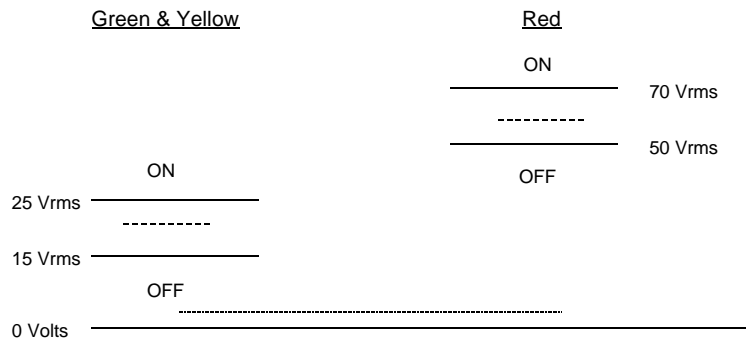 Green & Yellow
Red
ON
70 Vrms
50 Vrms
OFF
ON
25 Vrms
15 Vrms
OFF
0 Volts